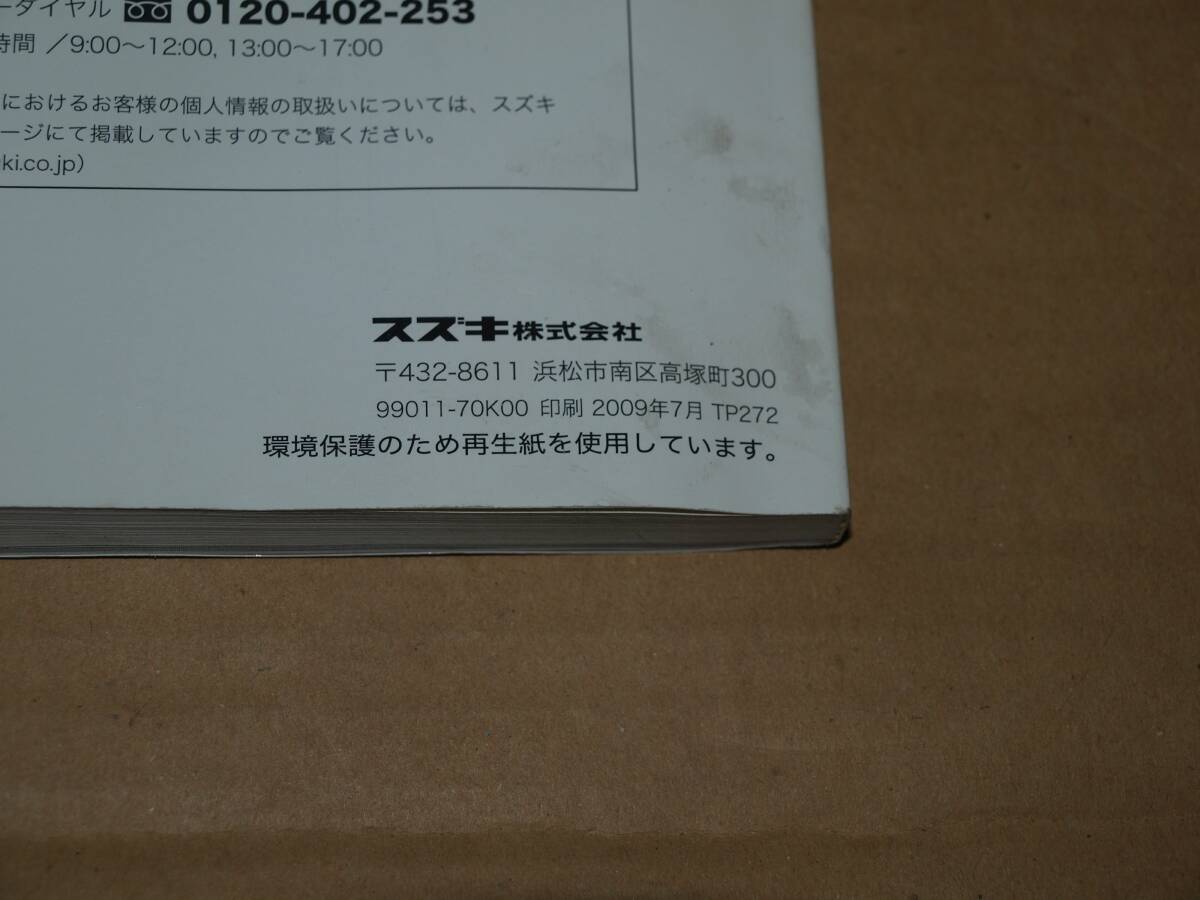 ーダイヤル 0120-402-253
時間 ／9:00～12:00, 13:00～17:00
におけるお客様の個人情報の取扱いについては、スズキ
ージにて掲載していますのでご覧ください。
ki.co.jp)
スズキ株式会社
〒432-8611 浜松市南区高塚町300
99011-70K00 印刷 2009年7月 TP272
環境保護のため再生紙を使用しています。